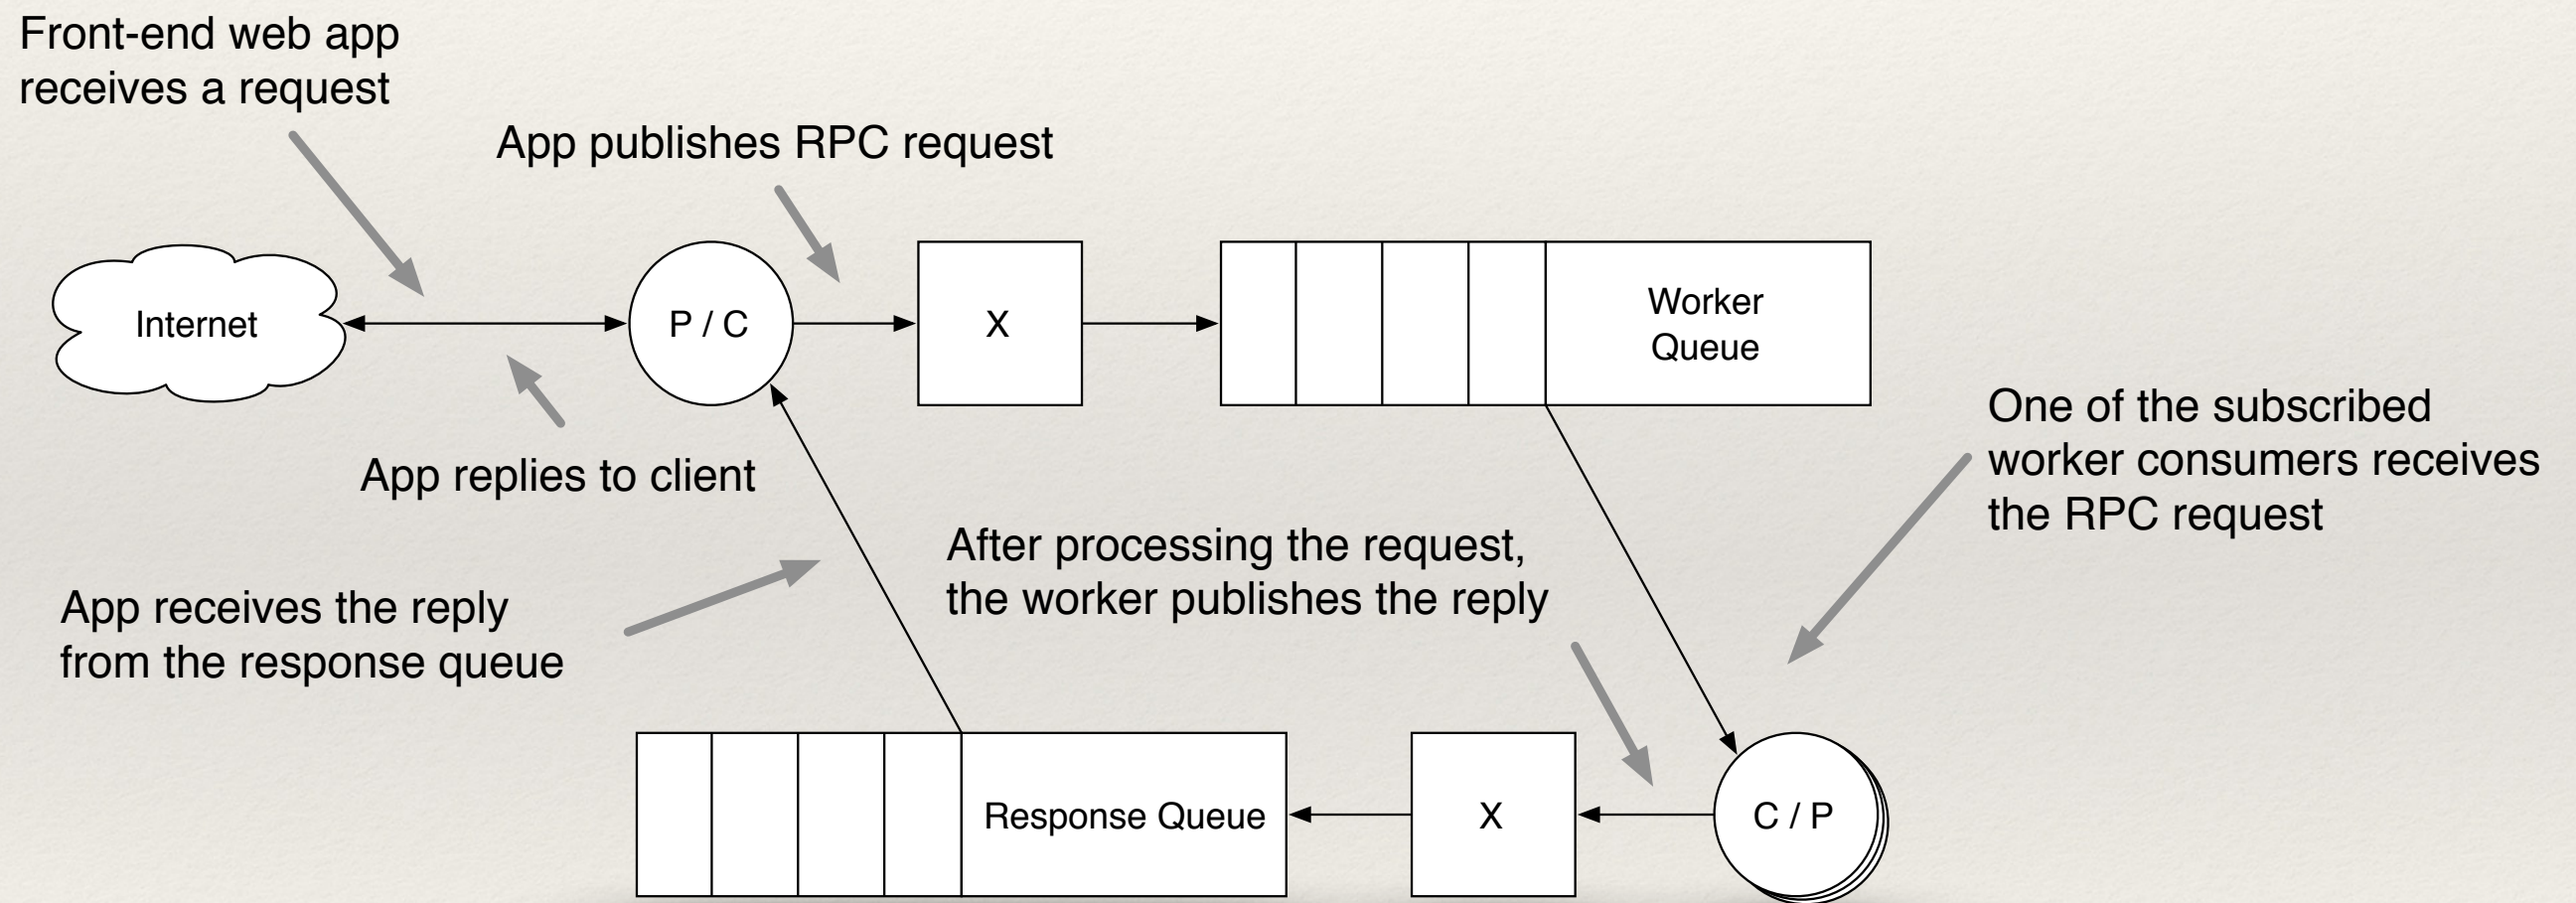 Front-end web app
receives a request
App publishes RPC request
Internet
P / C
X
Worker
Queue
One of the subscribed
worker consumers receives
the RPC request
App replies to client
After processing the request,
the worker publishes the reply
App receives the reply
from the response queue
Response Queue
X
C / P